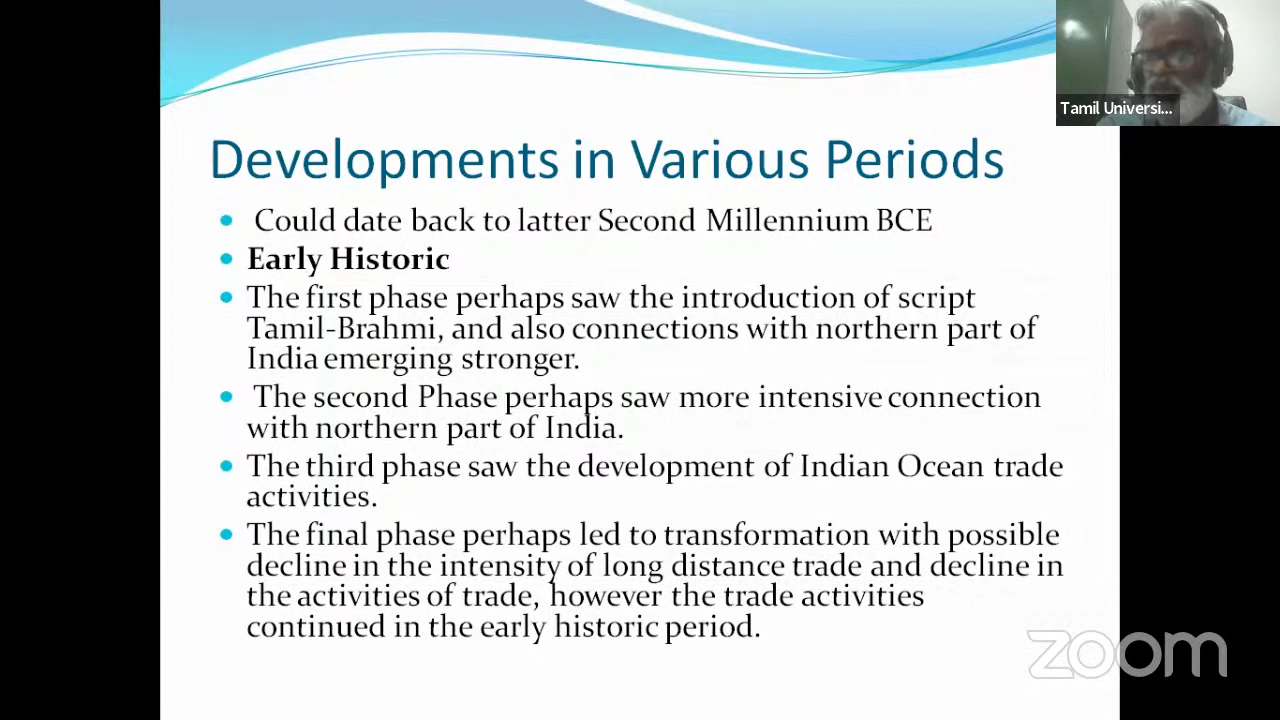 Tamil Universi...
Developments in Various Periods
Could date back to latter Second Millennium BCE
Early Historic
The first phase perhaps saw the introduction of script
Tamil-Brahmi, and also connections with northern part of
India emerging stronger.
The second Phase perhaps saw more intensive connection
with northern part of India.
The third phase saw the development of Indian Ocean trade
activities.
The final phase perhaps led to transformation with possible
decline in the intensity of long distance trade and decline in
the activities of trade, however the trade activities
continued in the early historic period.
zoom